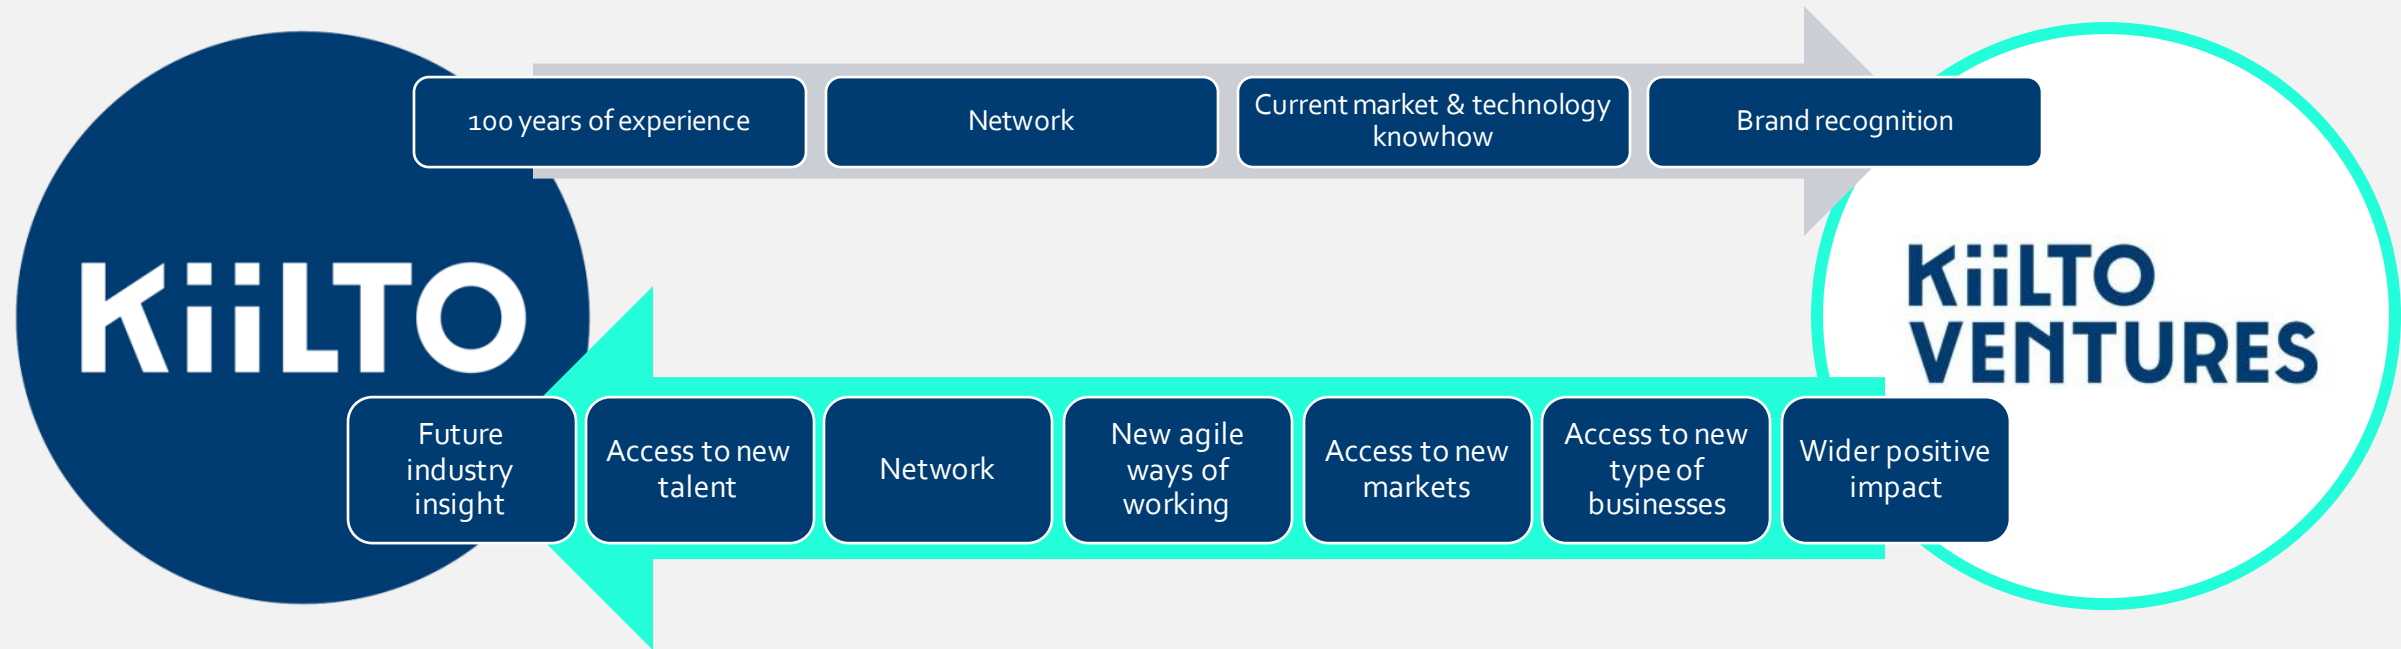 100 years of experience
Network
Current market & technology
knowhow
Brand recognition
KiiLTO
KiiLTO
VENTURES
Future
industry
insight
Access to new
talent
Network
New agile
ways of
working
Access to new
markets
Access to new
type of
businesses
Wider positive
impact